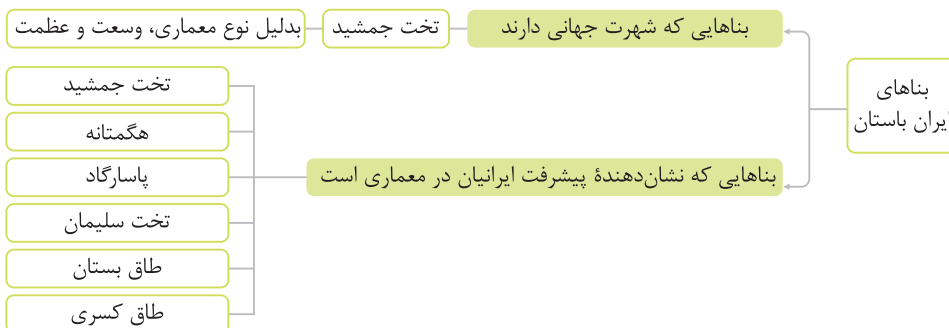 بناهای
ایران باستان
بناهایی که شهرت جهانی دارند
تخت جمشید
بدلیل نوع معماری، وسعت و عظمت
بناهایی که نشان‌دهندهٔ پیشرفت ایرانیان در معماری است
تخت جمشید
هگمتانه
پاسارگاد
تخت سلیمان
طاق بستان
طاق کسری